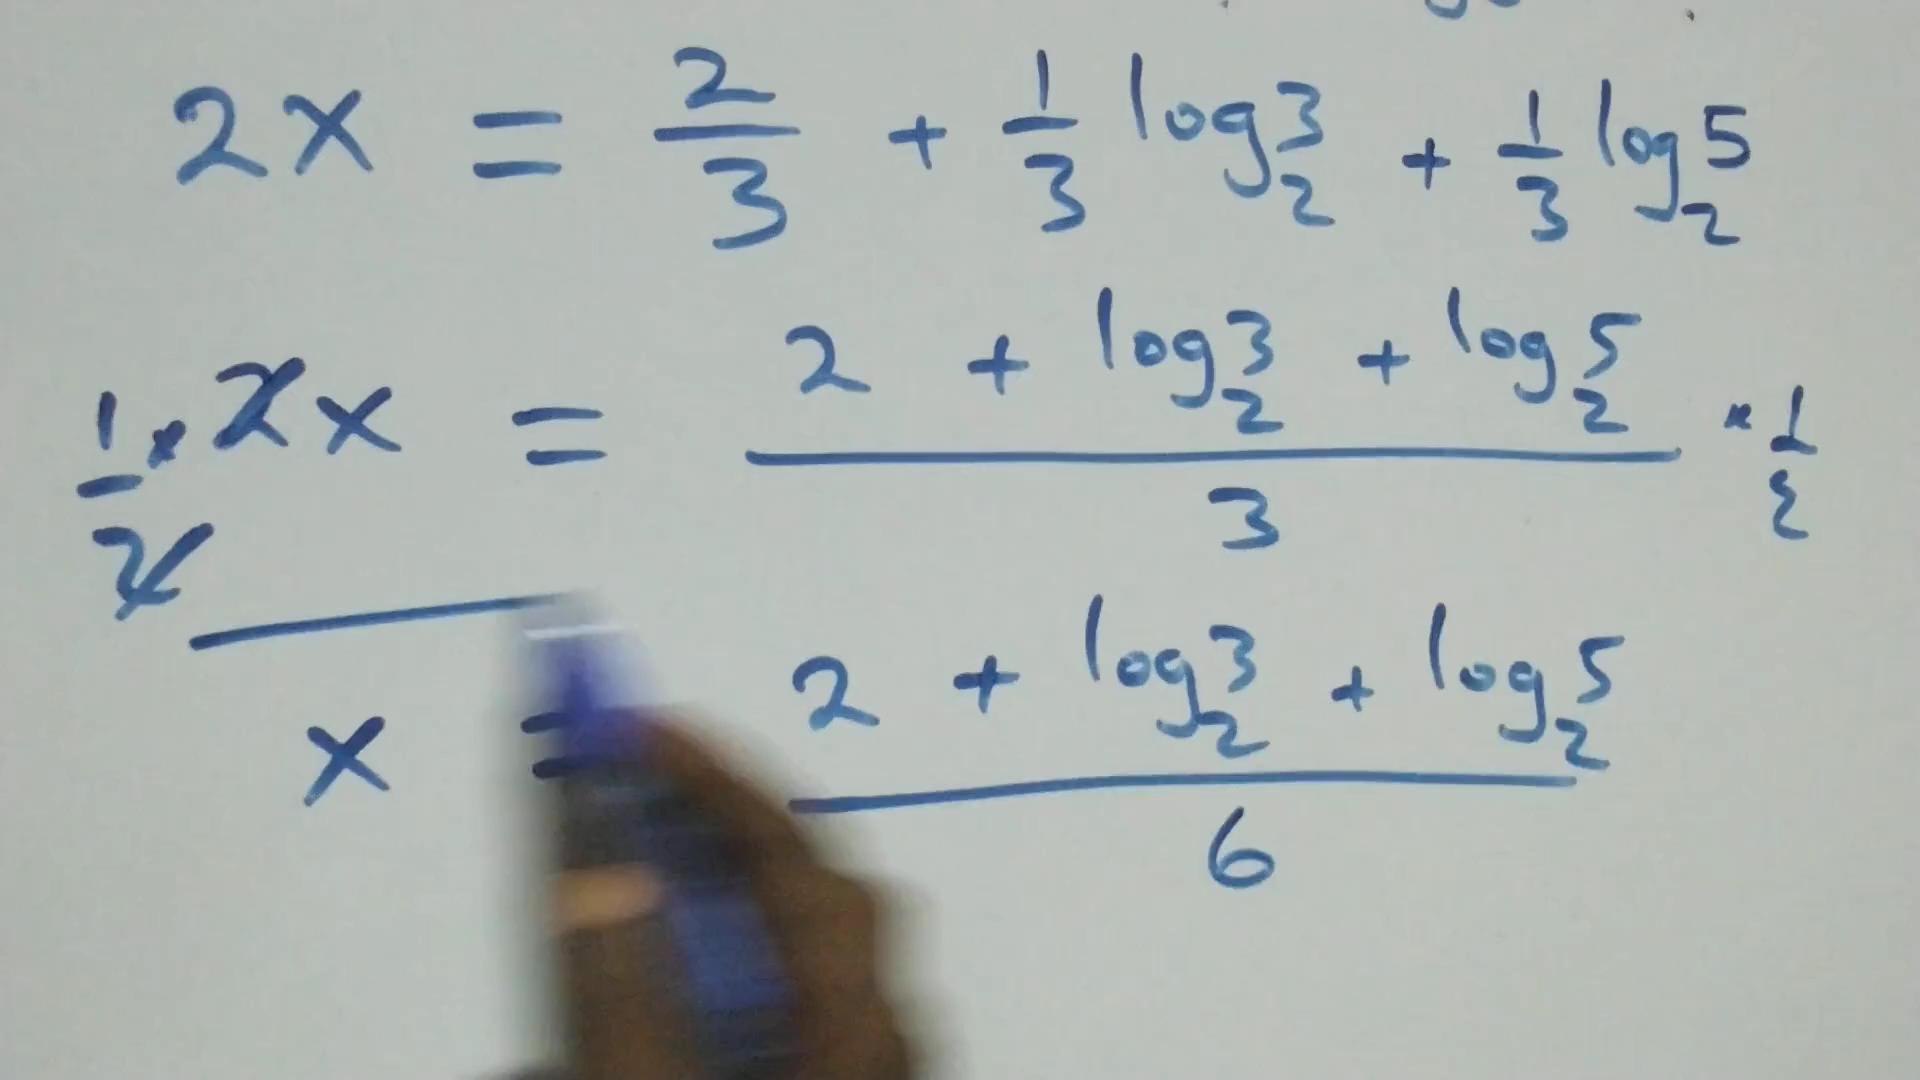 2x = 2/3 + 1/3 log₂3 + 1/3 log₂5
1/2 × 2x = (2 + log₂3 + log₂5)/3 × 1/2
x = (2 + log₂3 + log₂5)/6